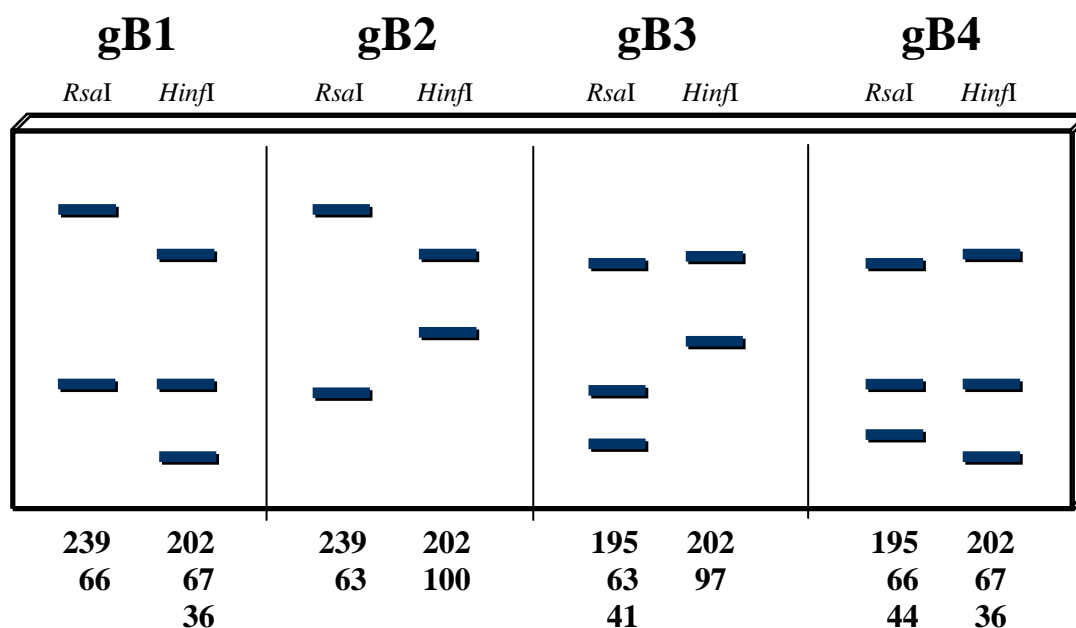 gB1 gB2 gB3 gB4
RsaI HinfI RsaI HinfI RsaI HinfI RsaI HinfI
239 202 239 202 195 202 195 202
66 67 63 100 63 97 66 67
36 41 44 36